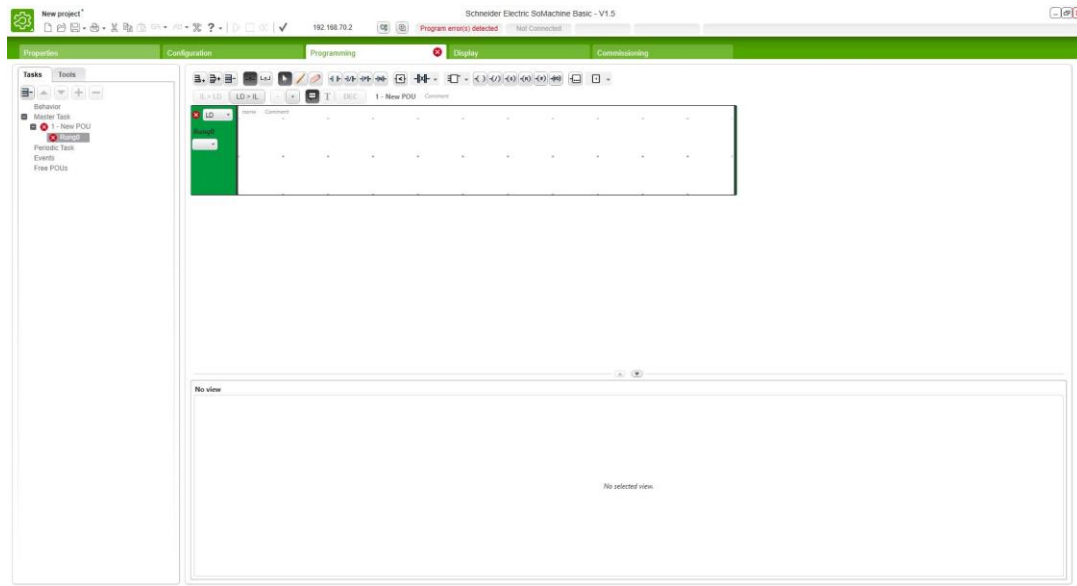 New project*
Schneider Electric SoMachine Basic - V1.5
192.168.70.2
Program error(s) detected
Not Connected
Properties
Configuration
Programming
Display
Commissioning
Tasks
Tools
Behavior
Master Task
1 - New POU
Rung0
Periodic Task
Events
Free POUs
IL > LD
LD > IL
T
DEC
1 - New POU
Comment
LD
name
Comment
Rung0
No view
No selected view.